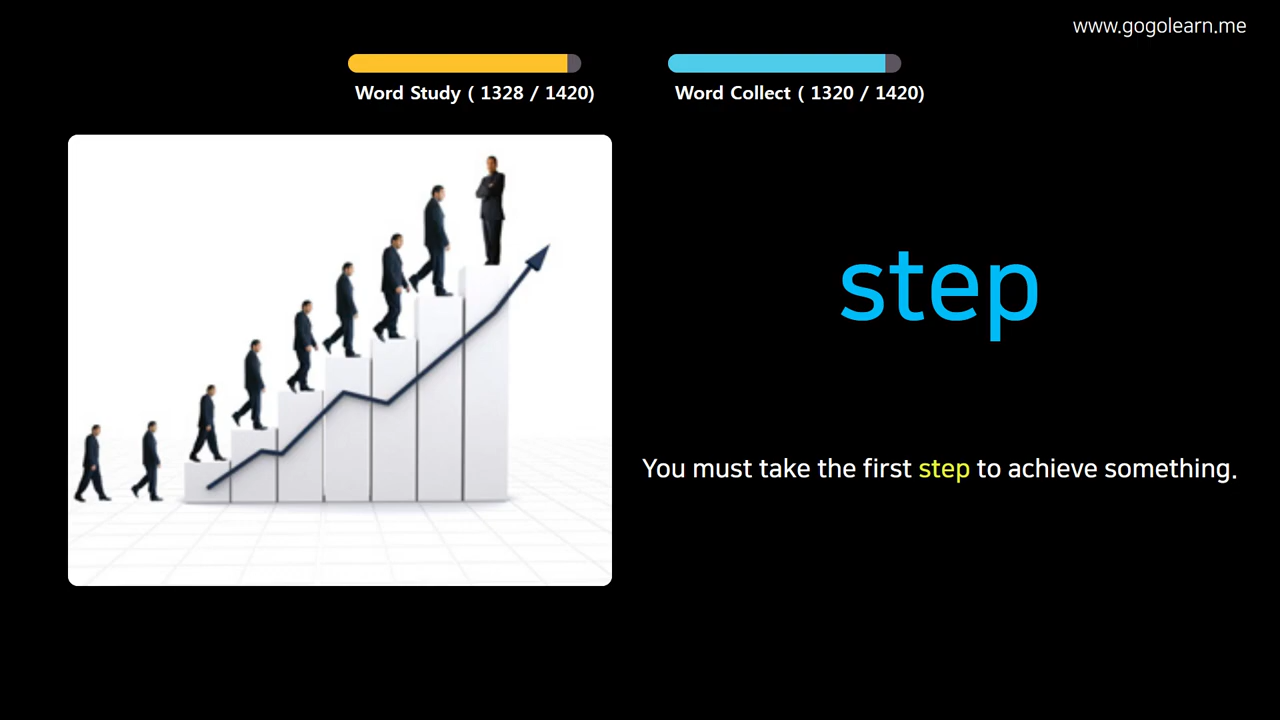 www.gogolearn.me
Word Study ( 1328 / 1420)
Word Collect ( 1320 / 1420)
step
You must take the first step to achieve something.